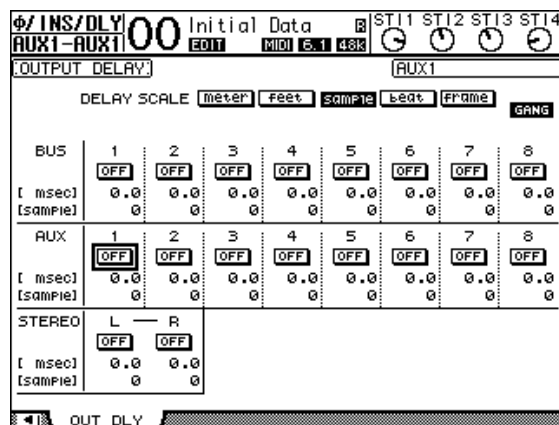 Φ/INS/DLY 00 Initial Data STI1 STI2 STI3 STI4
AUX1-AUX1 EDIT MIDI 6.1 48k
OUTPUT DELAY AUX1
DELAY SCALE meter feet sample beat frame
GANG
BUS 1 2 3 4 5 6 7 8
OFF OFF OFF OFF OFF OFF OFF OFF
[ msec] 0.0 0.0 0.0 0.0 0.0 0.0 0.0 0.0
[sample] 0 0 0 0 0 0 0 0
AUX 1 2 3 4 5 6 7 8
OFF OFF OFF OFF OFF OFF OFF OFF
[ msec] 0.0 0.0 0.0 0.0 0.0 0.0 0.0 0.0
[sample] 0 0 0 0 0 0 0 0
STEREO L — R
OFF OFF
[ msec] 0.0 0.0
[sample] 0 0
OUT DLY